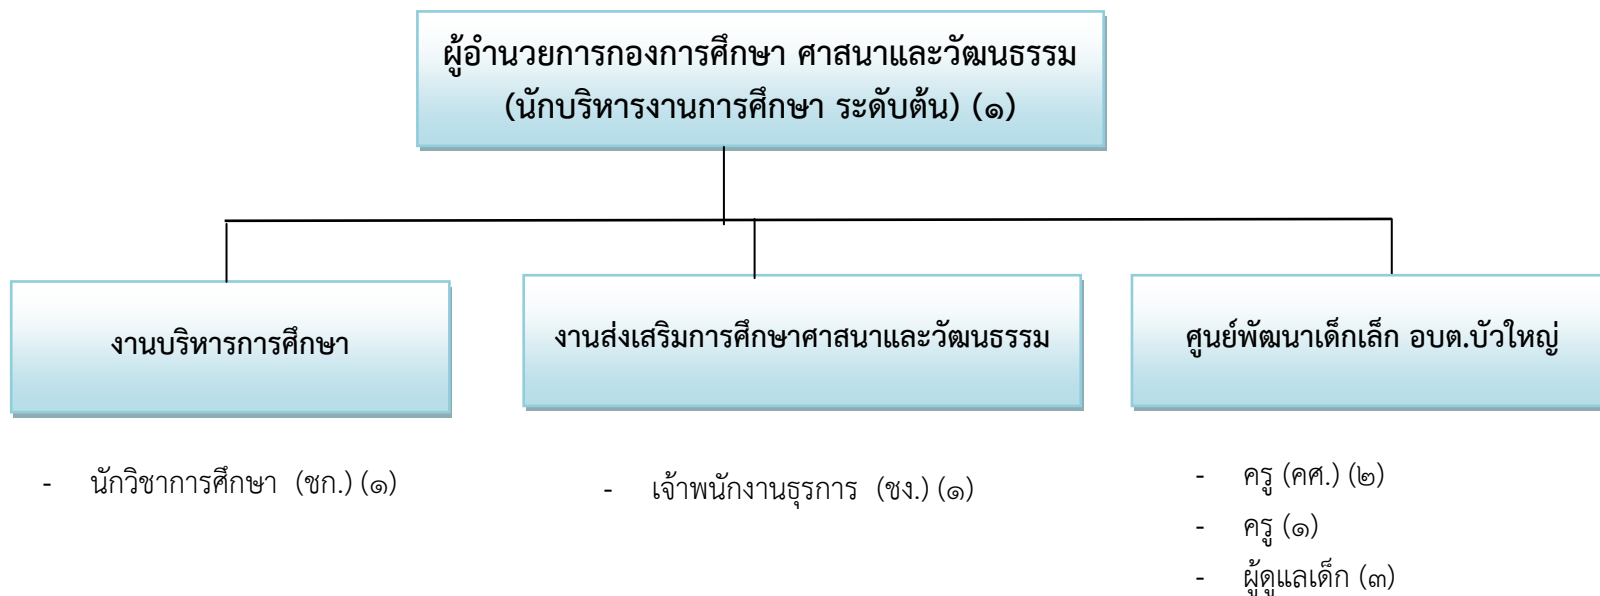 ผู้อำนวยการกองการศึกษา ศาสนาและวัฒนธรรม
(นักบริหารงานการศึกษา ระดับต้น) (๑)
งานบริหารการศึกษา
งานส่งเสริมการศึกษาศาสนาและวัฒนธรรม
ศูนย์พัฒนาเด็กเล็ก อบต.บัวใหญ่
- นักวิชาการศึกษา (ชก.) (๑)
- เจ้าพนักงานธุรการ (ชง.) (๑)
- ครู (คศ.) (๒)
- ครู (๑)
- ผู้ดูแลเด็ก (๓)